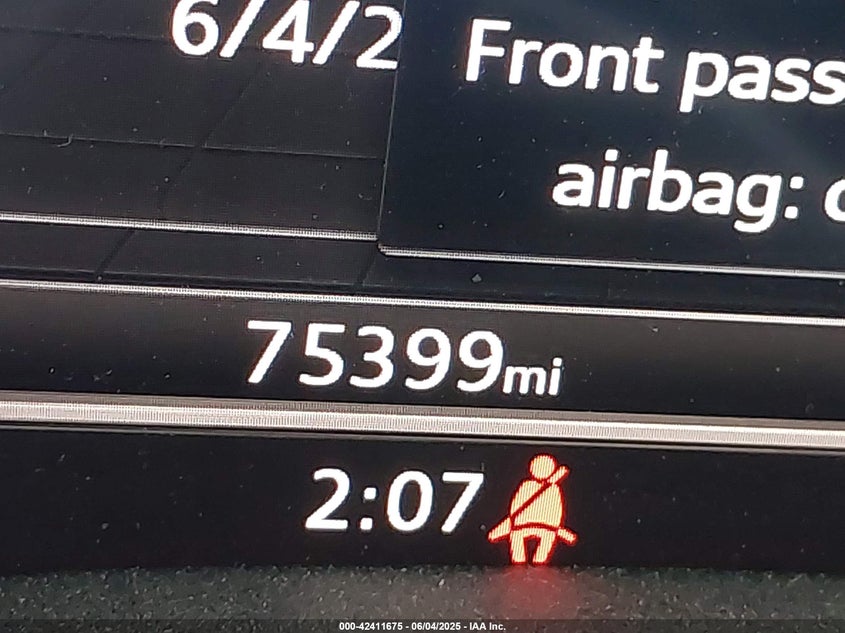 6/4/2
Front pass
airbag:
75399mi
2:07
000-42411675 - 06/04/2025 - IAA Inc.